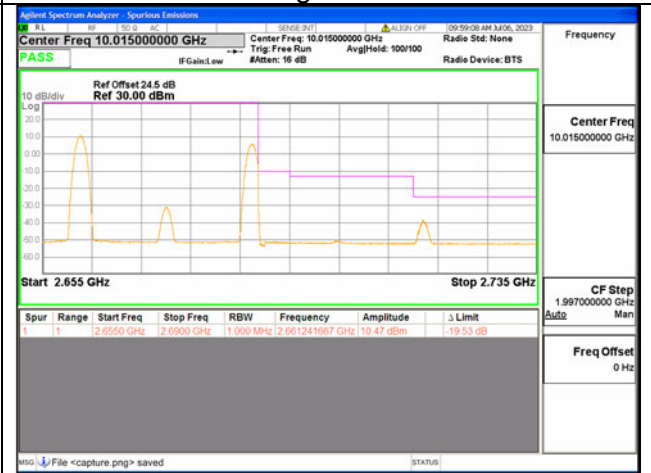 Agilent Spectrum Analyzer - Spurious Emissions
RL RF 50 Ω AC SENSE:INT ALIGN OFF 09:59:08 AM Jul 06, 2023
Center Freq 10.015000000 GHz
Center Freq: 10.015000000 GHz
Radio Std: None
Trig: Free Run Avg|Hold: 100/100
PASS IFGain:Low #Atten: 16 dB Radio Device: BTS
Frequency
Ref Offset 24.5 dB
10 dB/div Ref 30.00 dBm
Log
20.0
10.0
0.00
-10.0
-20.0
-30.0
-40.0
-50.0
-60.0
Start 2.655 GHz Stop 2.735 GHz
Center Freq
10.015000000 GHz
CF Step
1.997000000 GHz
Auto Man
Freq Offset
0 Hz
Spur Range Start Freq Stop Freq RBW Frequency Amplitude Δ Limit
1 1 2.6550 GHz 2.6900 GHz 1.000 MHz 2.661241667 GHz 10.47 dBm -19.53 dB
MSG File <capture.png> saved STATUS